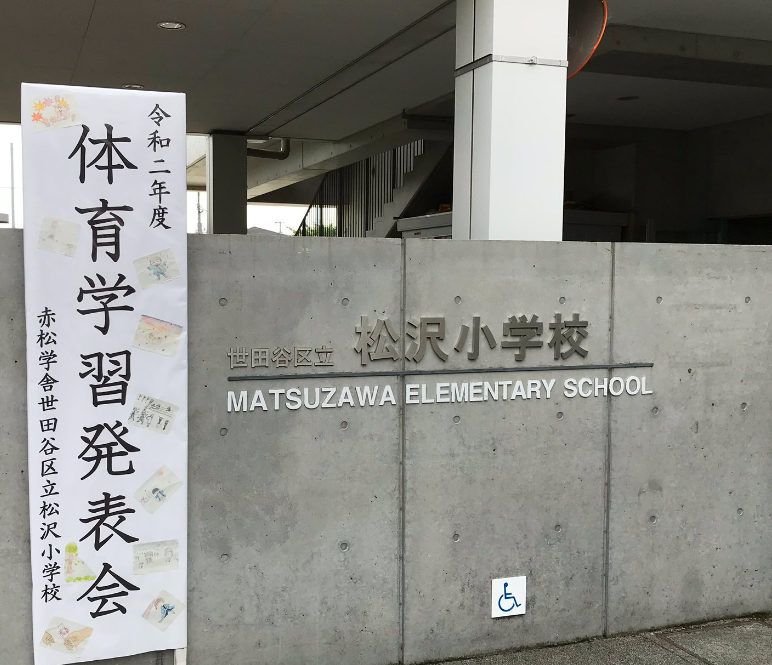 令和二年度
体育学習発表会
赤松学舎世田谷区立松沢小学校
世田谷区立 松沢小学校
MATSUZAWA ELEMENTARY SCHOOL